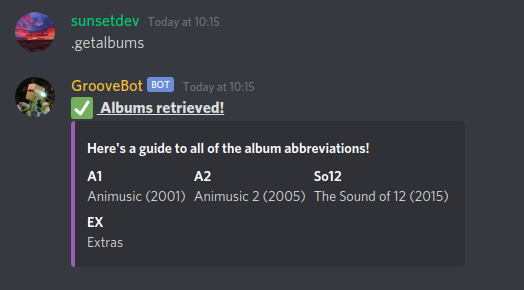 sunsetdev Today at 10:15
.getalbums
GrooveBot BOT Today at 10:15
✅ Albums retrieved!
Here's a guide to all of the album abbreviations!
A1 A2 So12
Animusic (2001) Animusic 2 (2005) The Sound of 12 (2015)
EX
Extras